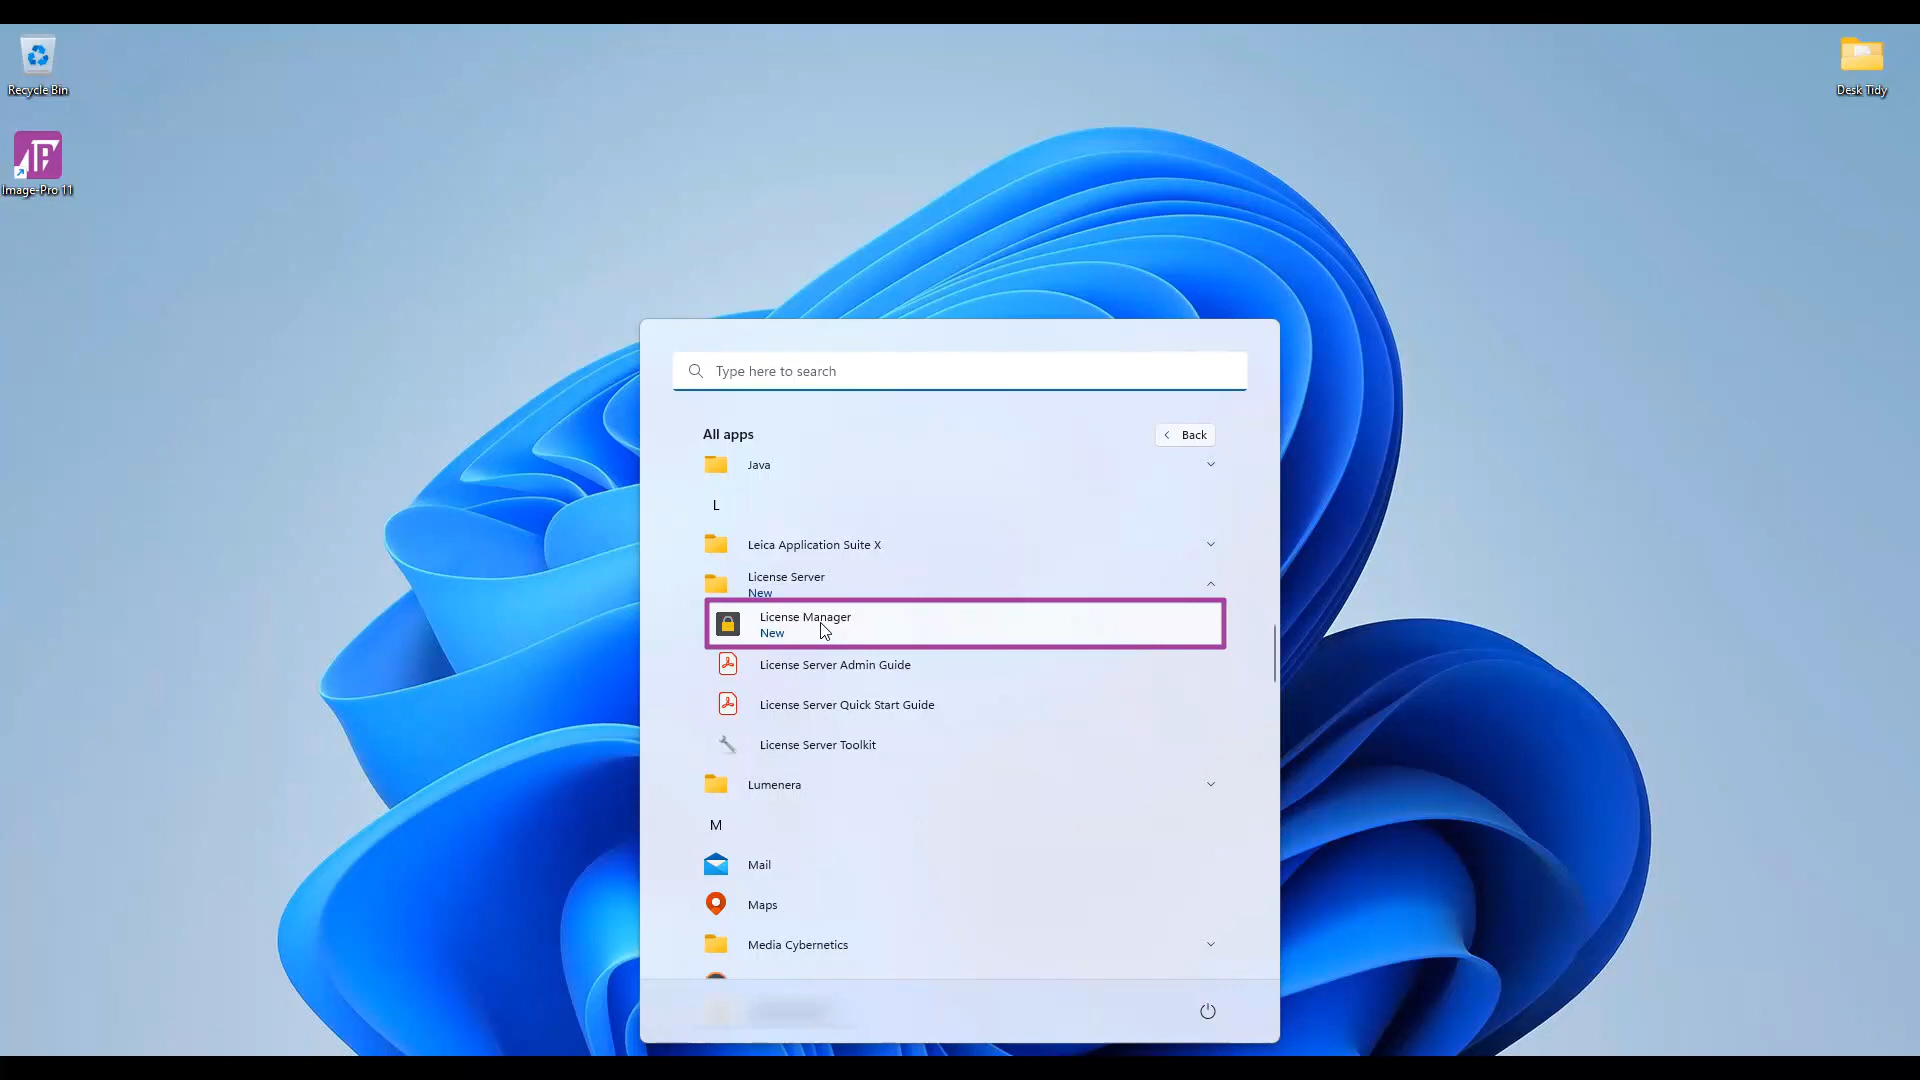 Recycle Bin
Desk Tidy
Image-Pro 11
Type here to search
All apps
Back
Java
L
Leica Application Suite X
License Server
New
License Manager
New
License Server Admin Guide
License Server Quick Start Guide
License Server Toolkit
Lumenera
M
Mail
Maps
Media Cybernetics